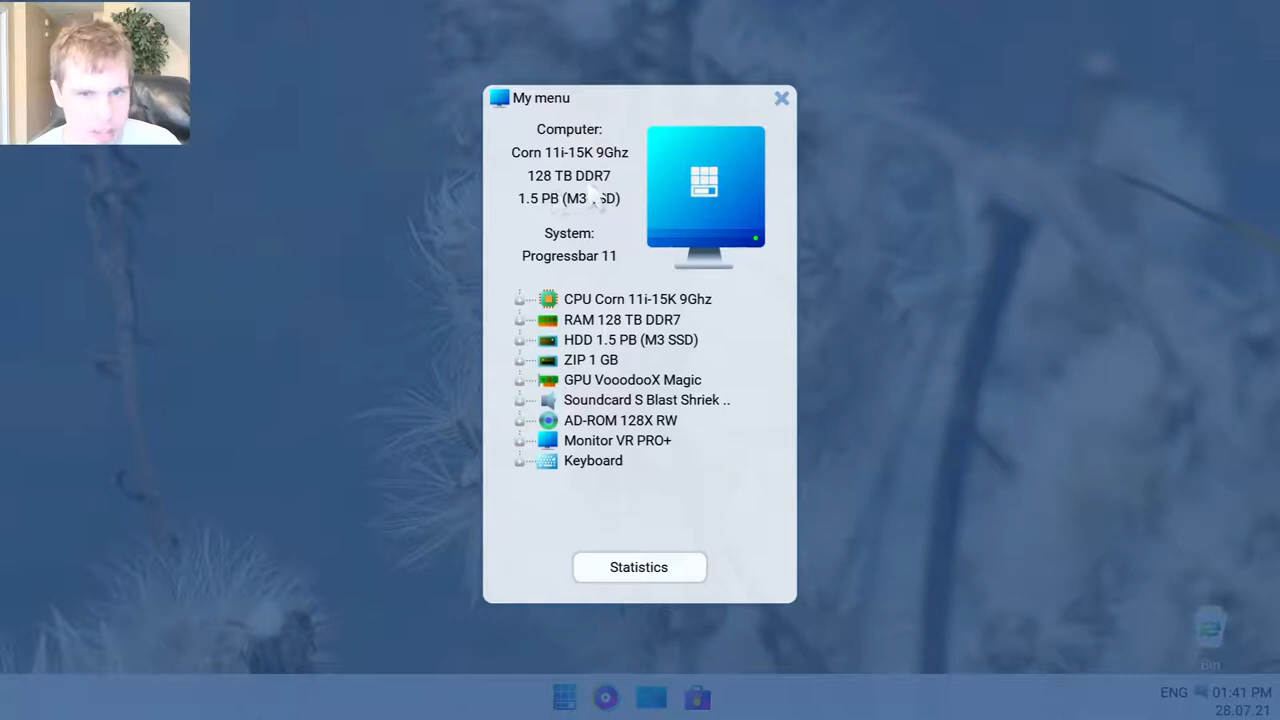 My menu
Computer:
Corn 11i-15K 9Ghz
128 TB DDR7
1.5 PB (M3 SSD)
System:
Progressbar 11
CPU Corn 11i-15K 9Ghz
RAM 128 TB DDR7
HDD 1.5 PB (M3 SSD)
ZIP 1 GB
GPU VooodooX Magic
Soundcard S Blast Shriek ..
AD-ROM 128X RW
Monitor VR PRO+
Keyboard
Statistics
Bin
ENG 01:41 PM
28.07.21